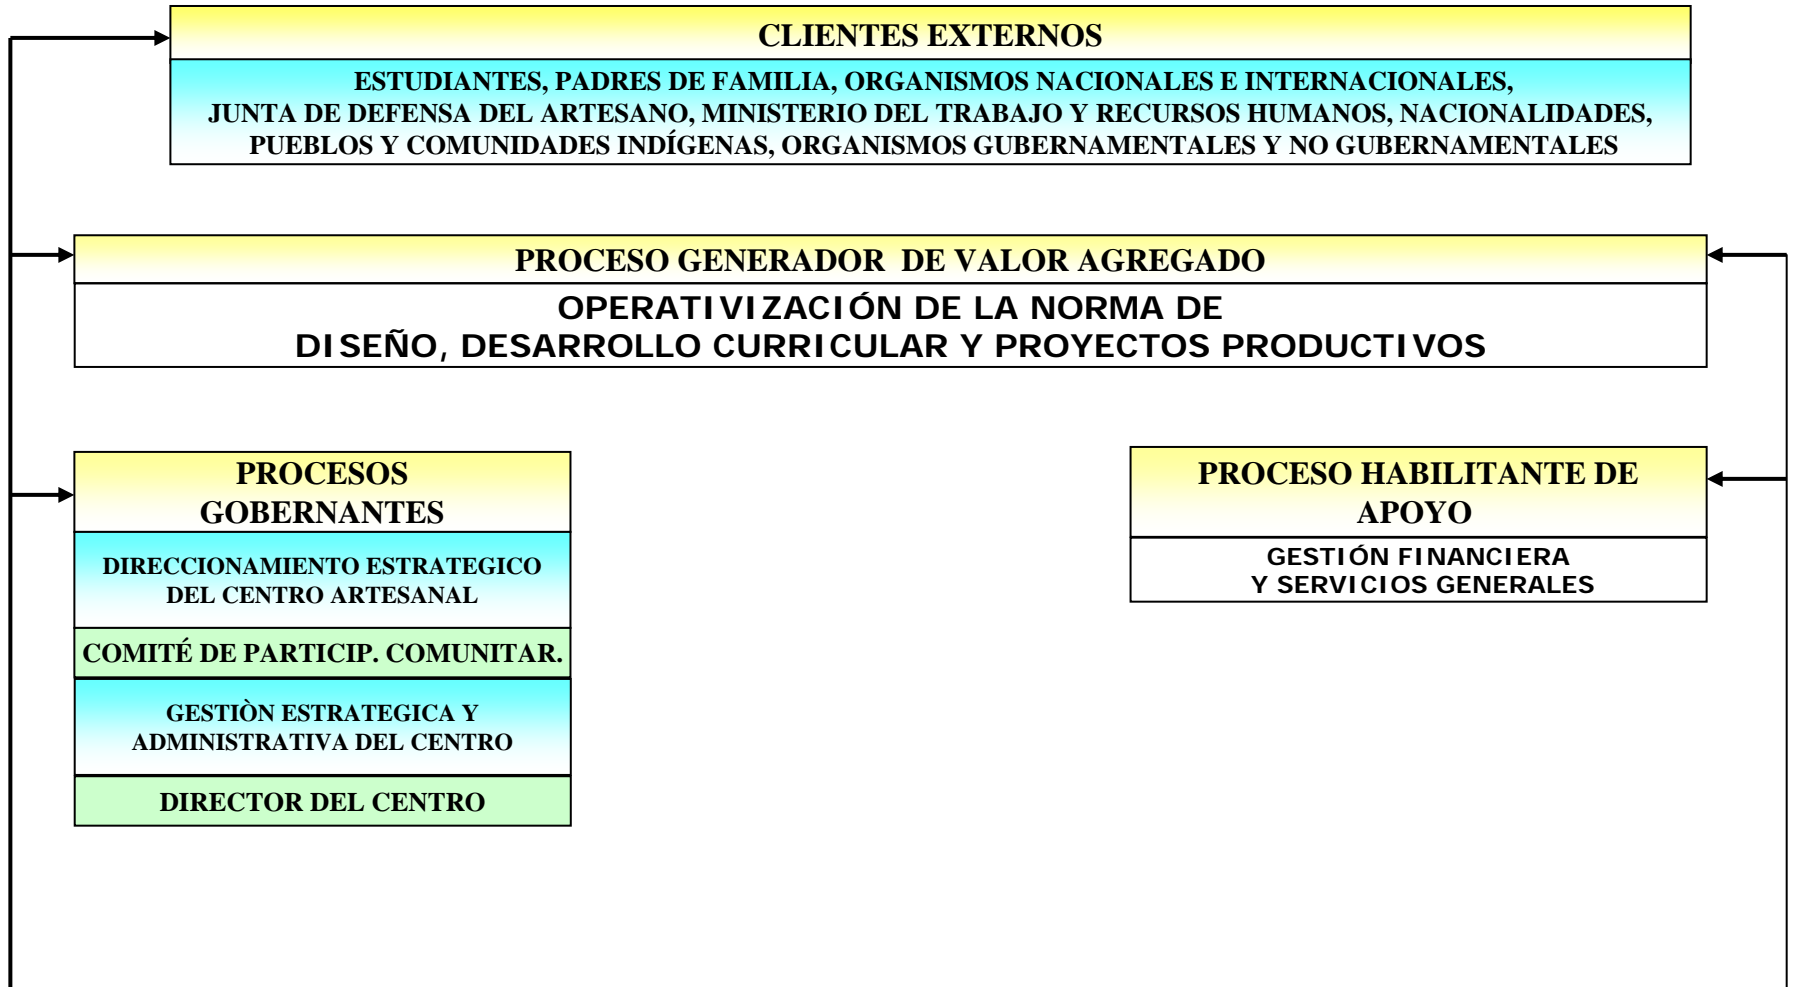 CLIENTES EXTERNOS
ESTUDIANTES, PADRES DE FAMILIA, ORGANISMOS NACIONALES E INTERNACIONALES,
JUNTA DE DEFENSA DEL ARTESANO, MINISTERIO DEL TRABAJO Y RECURSOS HUMANOS, NACIONALIDADES,
PUEBLOS Y COMUNIDADES INDÍGENAS, ORGANISMOS GUBERNAMENTALES Y NO GUBERNAMENTALES
PROCESO GENERADOR DE VALOR AGREGADO
OPERATIVIZACIÓN DE LA NORMA DE
DISEÑO, DESARROLLO CURRICULAR Y PROYECTOS PRODUCTIVOS
PROCESOS
GOBERNANTES
DIRECCIONAMIENTO ESTRATEGICO
DEL CENTRO ARTESANAL
COMITÉ DE PARTICIP. COMUNITAR.
GESTIÒN ESTRATEGICA Y
ADMINISTRATIVA DEL CENTRO
DIRECTOR DEL CENTRO
PROCESO HABILITANTE DE
APOYO
GESTIÓN FINANCIERA
Y SERVICIOS GENERALES